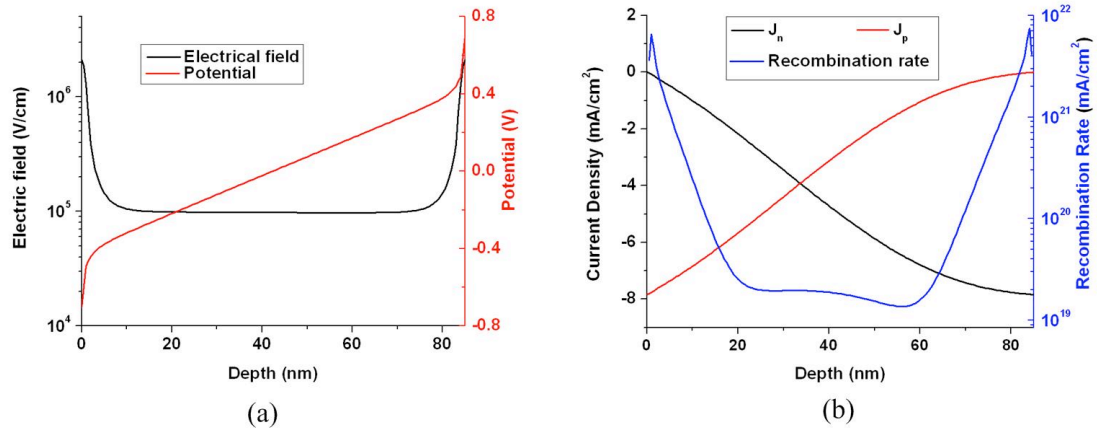 Electric field (V/cm)
10^6
10^5
10^4
Electrical field
Potential
0.8
0.4
0.0
-0.4
-0.8
Potential (V)
0 20 40 60 80
Depth (nm)
(a)
Current Density (mA/cm^2)
2
0
-2
-4
-6
-8
J_n J_p
Recombination rate
10^22
10^21
10^20
10^19
Recombination Rate (mA/cm^2)
0 20 40 60 80
Depth (nm)
(b)